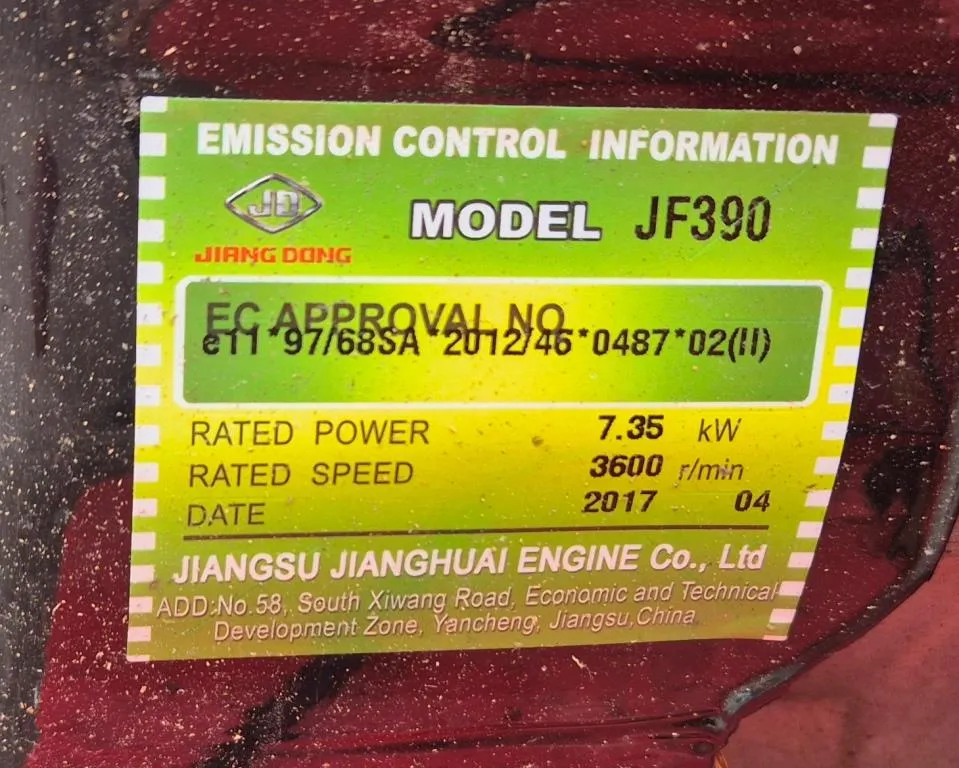 EMISSION CONTROL INFORMATION
JD
JIANG DONG
MODEL JF390
EC APPROVAL NO
e11*97/68SA*2012/46*0487*02(II)
RATED POWER 7.35 kW
RATED SPEED 3600 r/min
DATE 2017 04
JIANGSU JIANGHUAI ENGINE Co., Ltd
ADD:No.58, South Xiwang Road, Economic and Technical
Development Zone, Yancheng, Jiangsu,China